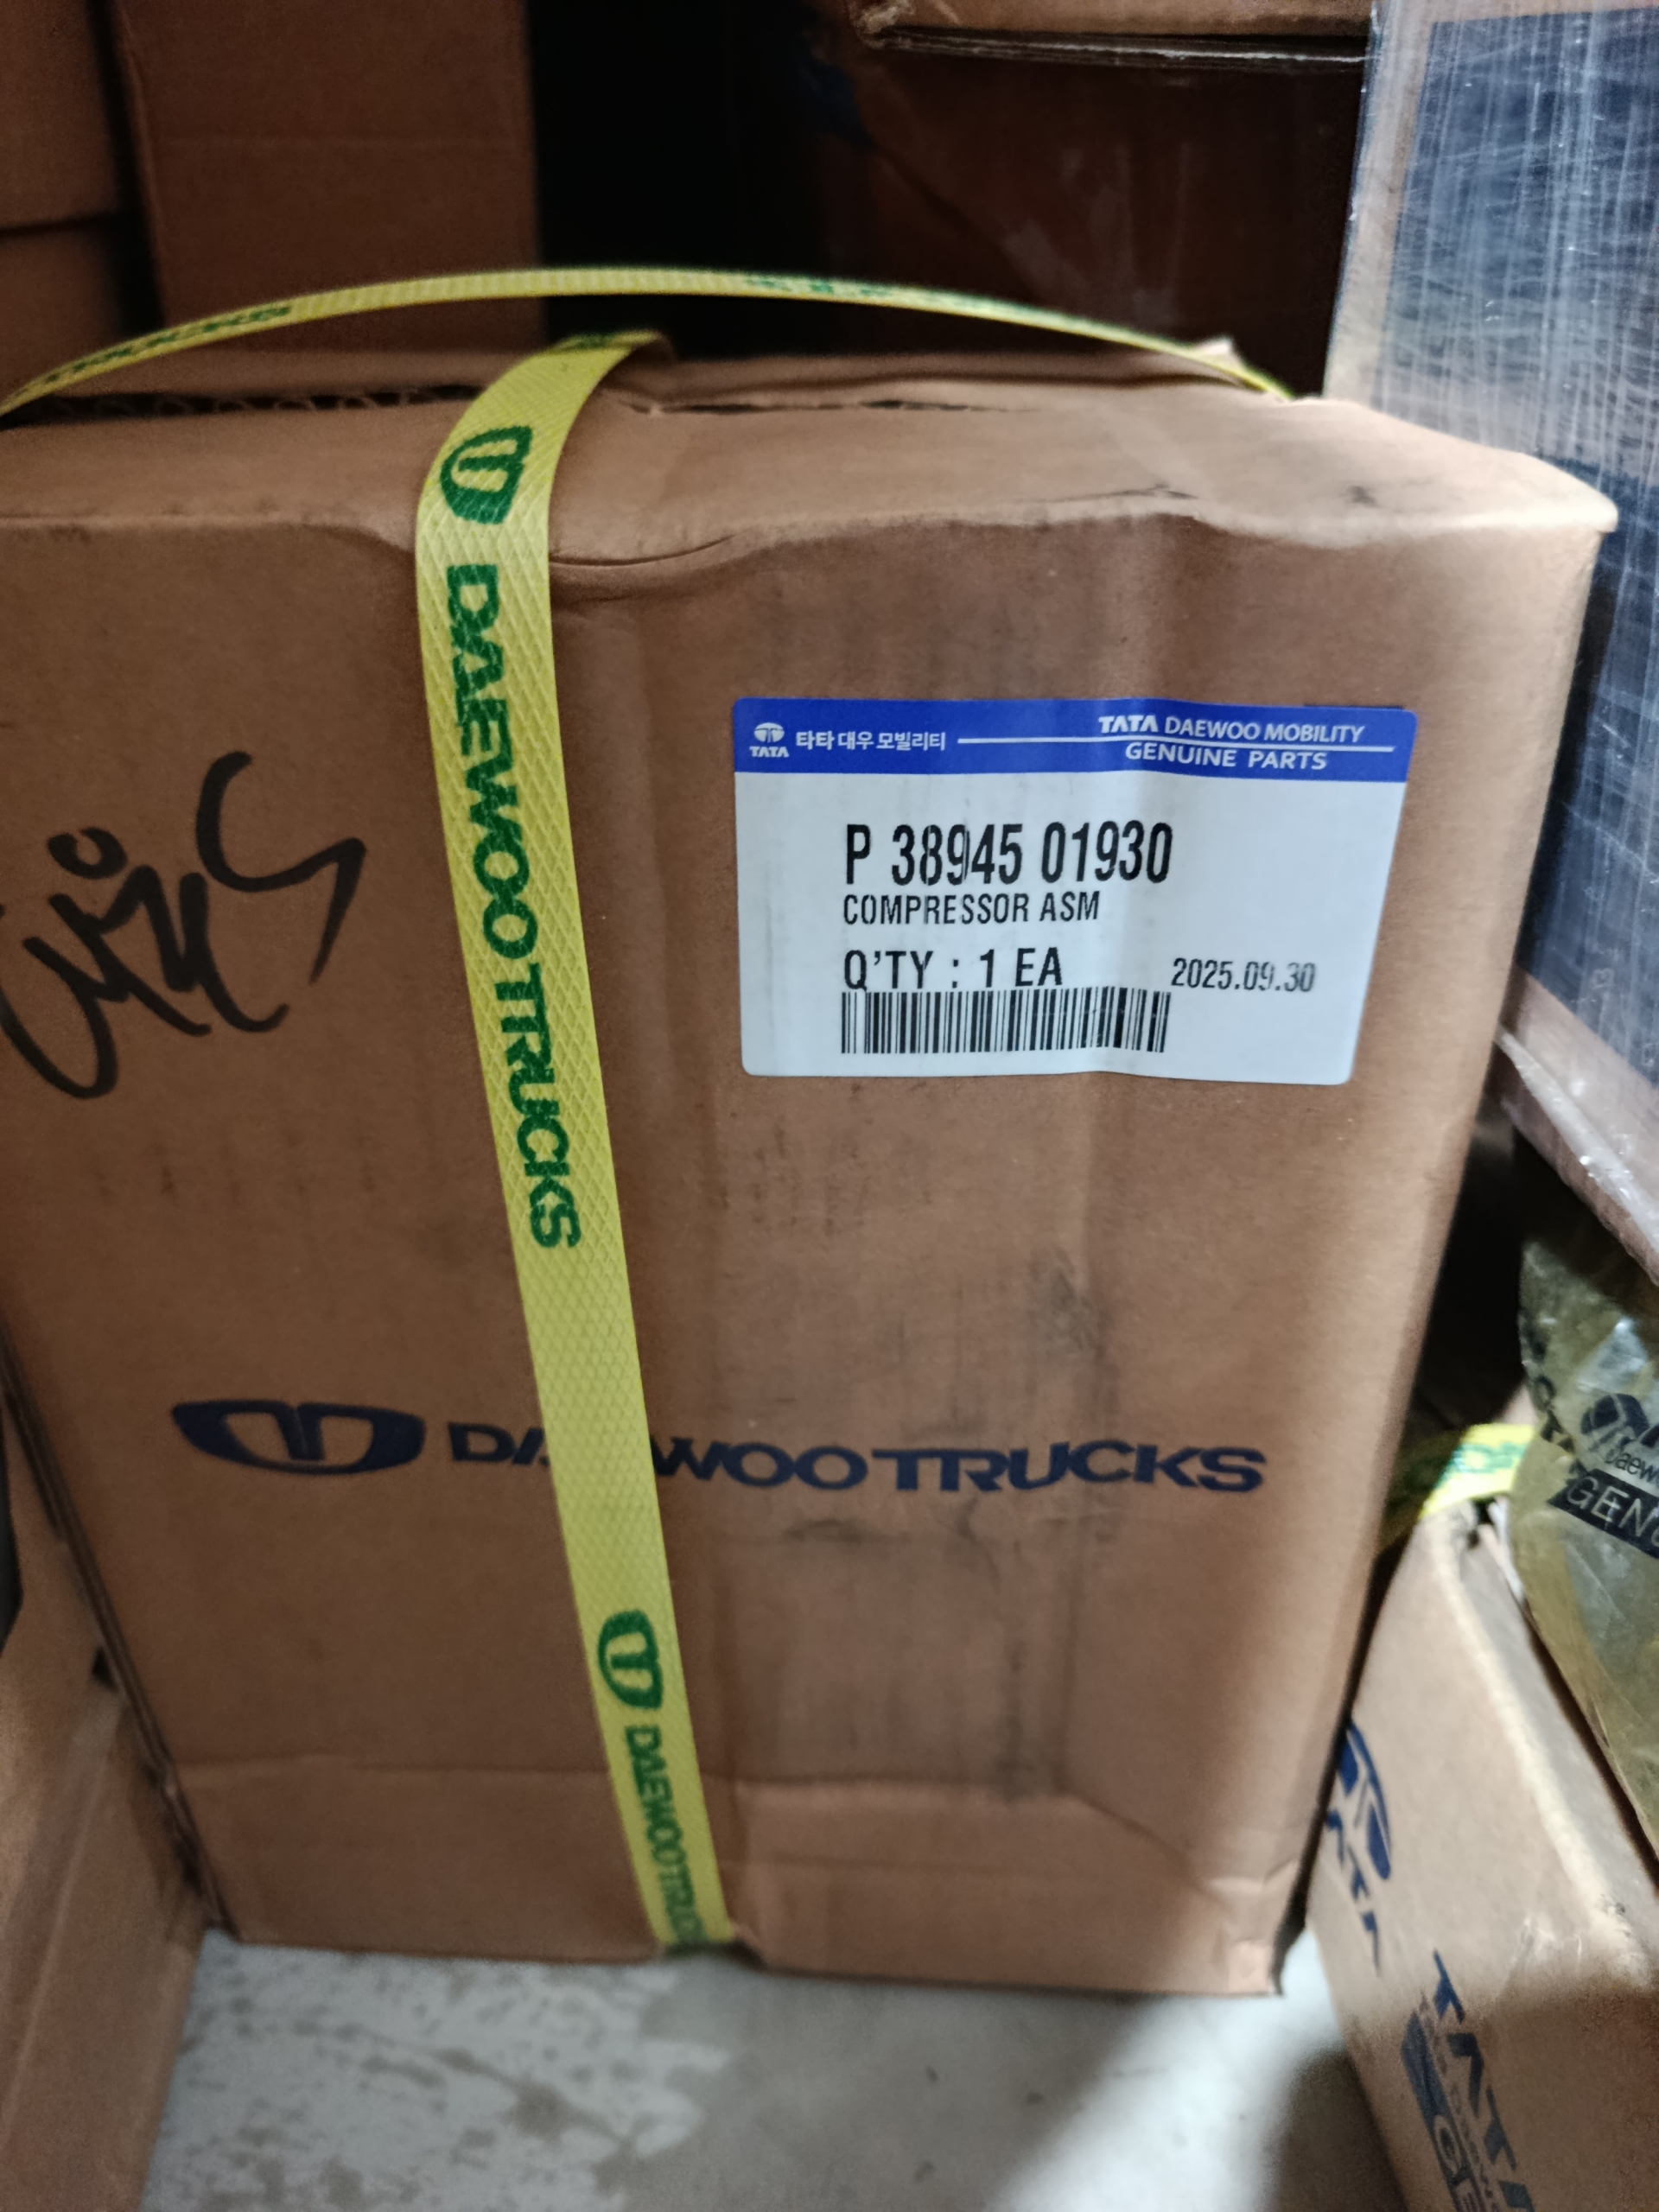 DAEWOO TRUCKS
TATA
타타대우모빌리티
TATA DAEWOO MOBILITY
GENUINE PARTS
P 38945 01930
COMPRESSOR ASM
Q'TY : 1 EA
2025.09.30
DAEWOO TRUCKS
DAEWOO TRUCKS
TATA